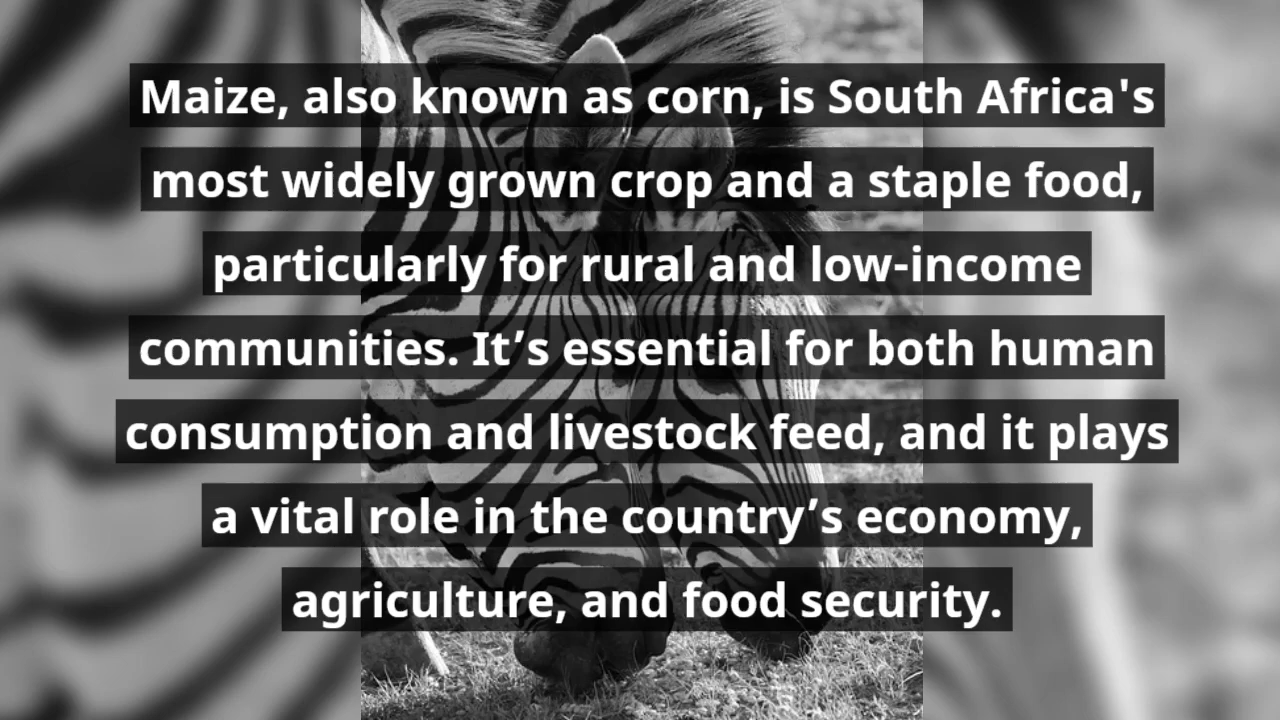 Maize, also known as corn, is South Africa's
most widely grown crop and a staple food,
particularly for rural and low-income
communities. It’s essential for both human
consumption and livestock feed, and it plays
a vital role in the country’s economy,
agriculture, and food security.